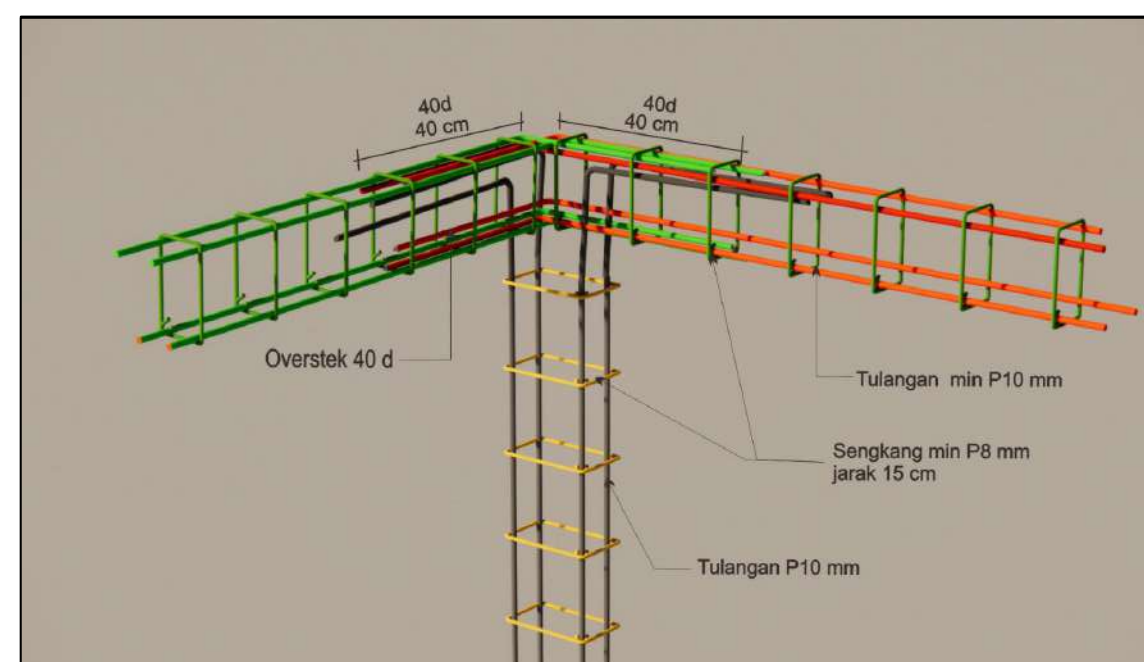 40d
40 cm
40d
40 cm
Overstek 40 d
Tulangan min P10 mm
Sengkang min P8 mm
jarak 15 cm
Tulangan P10 mm